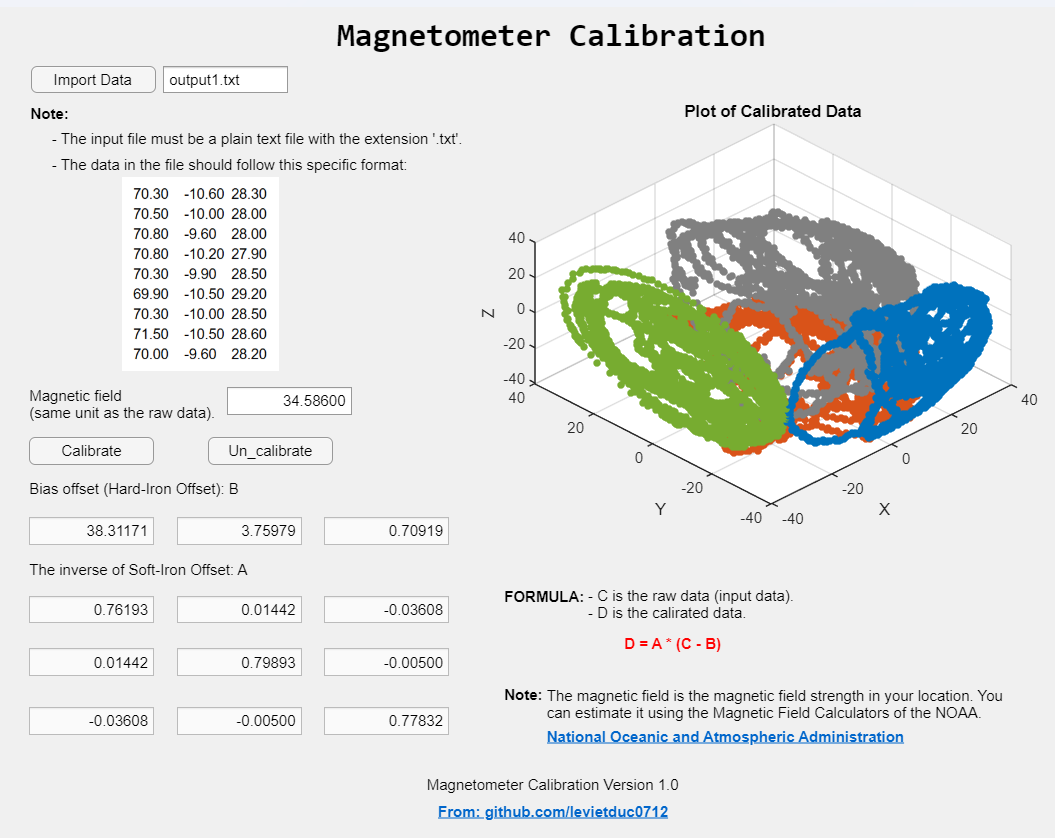 Magnetometer Calibration
Import Data output1.txt
Note:
- The input file must be a plain text file with the extension '.txt'.
- The data in the file should follow this specific format:
70.30 -10.60 28.30
70.50 -10.00 28.00
70.80 -9.60 28.00
70.80 -10.20 27.90
70.30 -9.90 28.50
69.90 -10.50 29.20
70.30 -10.00 28.50
71.50 -10.50 28.60
70.00 -9.60 28.20
Magnetic field
(same unit as the raw data).
34.58600
Calibrate Un_calibrate
Bias offset (Hard-Iron Offset): B
38.31171 3.75979 0.70919
The inverse of Soft-Iron Offset: A
0.76193 0.01442 -0.03608
0.01442 0.79893 -0.00500
-0.03608 -0.00500 0.77832
Plot of Calibrated Data
40
20
0
-20
-40
Z
40
20
0
-20
-40
Y
-40
-20
0
20
40
X
FORMULA: - C is the raw data (input data).
- D is the calirated data.
D = A * (C - B)
Note: The magnetic field is the magnetic field strength in your location. You
can estimate it using the Magnetic Field Calculators of the NOAA.
National Oceanic and Atmospheric Administration
Magnetometer Calibration Version 1.0
From: github.com/levietduc0712